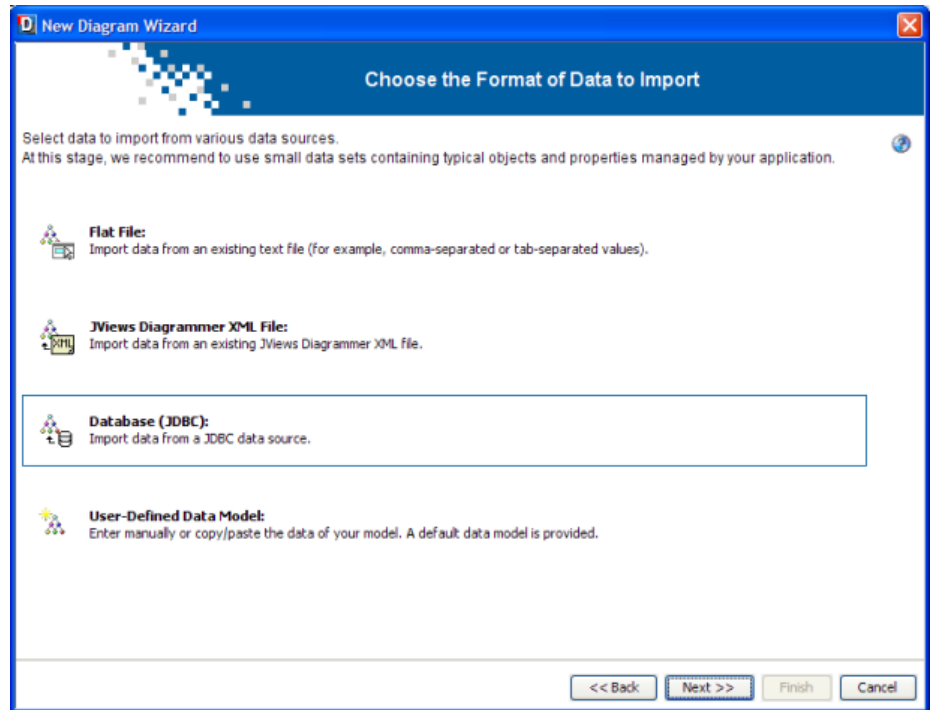 New Diagram Wizard
Choose the Format of Data to Import
Select data to import from various data sources.
At this stage, we recommend to use small data sets containing typical objects and properties managed by your application.
Flat File:
Import data from an existing text file (for example, comma-separated or tab-separated values).
XML
JViews Diagrammer XML File:
Import data from an existing JViews Diagrammer XML file.
Database (JDBC):
Import data from a JDBC data source.
User-Defined Data Model:
Enter manually or copy/paste the data of your model. A default data model is provided.
<< Back Next >> Finish Cancel